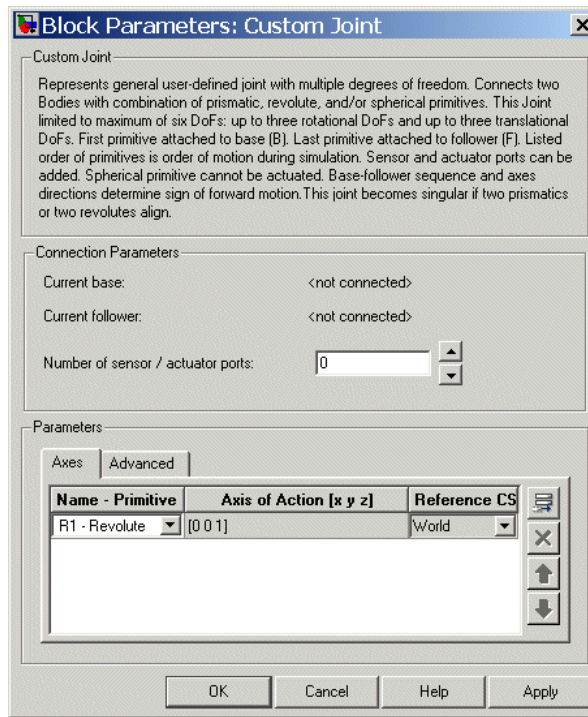 Block Parameters: Custom Joint
Custom Joint
Represents general user-defined joint with multiple degrees of freedom. Connects two
Bodies with combination of prismatic, revolute, and/or spherical primitives. This Joint
limited to maximum of six DoFs: up to three rotational DoFs and up to three translational
DoFs. First primitive attached to base (B). Last primitive attached to follower (F). Listed
order of primitives is order of motion during simulation. Sensor and actuator ports can be
added. Spherical primitive cannot be actuated. Base-follower sequence and axes
directions determine sign of forward motion.This joint becomes singular if two prismatics
or two revolutes align.
Connection Parameters
Current base: <not connected>
Current follower: <not connected>
Number of sensor / actuator ports: 0
Parameters
Axes Advanced
Name - Primitive Axis of Action [x y z] Reference CS
R1 - Revolute [0 0 1] World
OK Cancel Help Apply